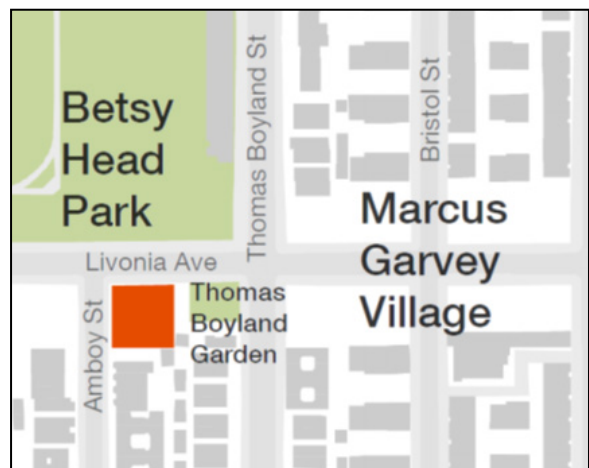 Betsy
Head
Park
Thomas Boyland St
Bristol St
Marcus
Garvey
Village
Livonia Ave
Amboy St
Thomas
Boyland
Garden